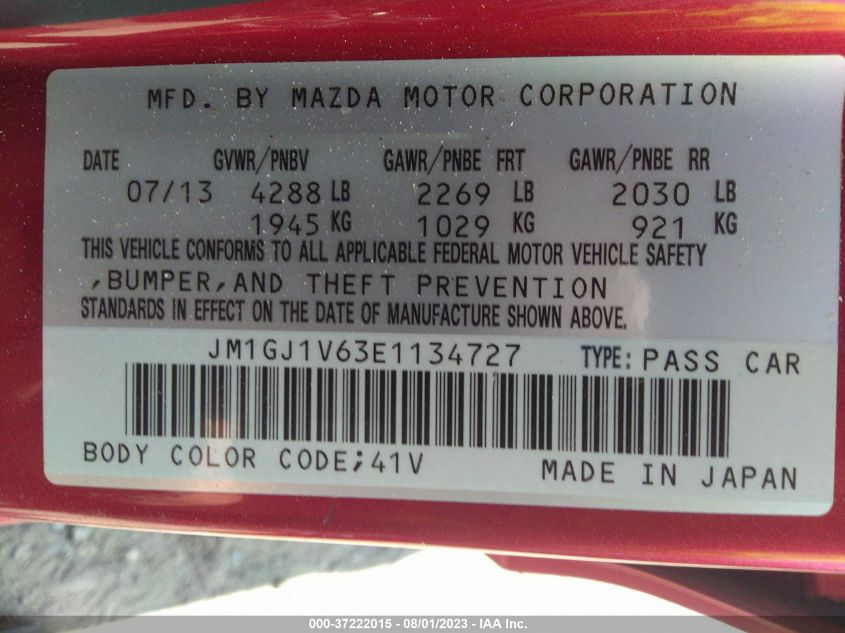 MFD. BY MAZDA MOTOR CORPORATION
DATE GVWR/PNBV GAWR/PNBE FRT GAWR/PNBE RR
07/13 4288 LB 2269 LB 2030 LB
1945 KG 1029 KG 921 KG
THIS VEHICLE CONFORMS TO ALL APPLICABLE FEDERAL MOTOR VEHICLE SAFETY
,BUMPER,AND THEFT PREVENTION
STANDARDS IN EFFECT ON THE DATE OF MANUFACTURE SHOWN ABOVE.
JM1GJ1V63E1134727 TYPE: PASS CAR
BODY COLOR CODE;41V
MADE IN JAPAN
000-37222015 - 08/01/2023 - IAA Inc.